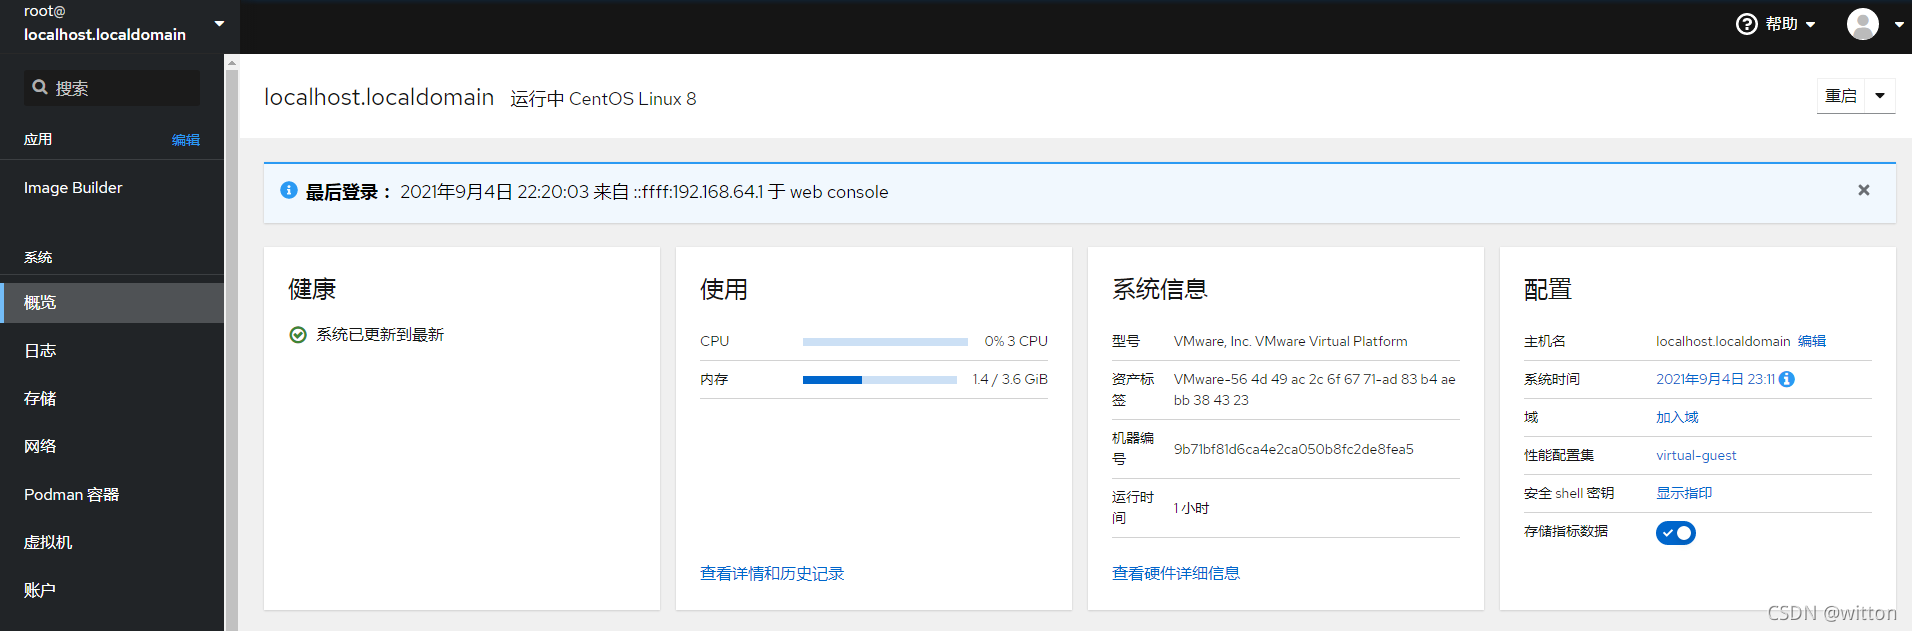 root@
localhost.localdomain
帮助
搜索
应用 编辑
Image Builder
系统
概览
日志
存储
网络
Podman 容器
虚拟机
账户
localhost.localdomain 运行中 CentOS Linux 8
重启
最后登录： 2021年9月4日 22:20:03 来自 ::ffff:192.168.64.1 于 web console
健康
系统已更新到最新
使用
CPU 0% 3 CPU
内存 1.4 / 3.6 GiB
查看详情和历史记录
系统信息
型号 VMware, Inc. VMware Virtual Platform
资产标签 VMware-56 4d 49 ac 2c 6f 67 71-ad 83 b4 ae
bb 38 43 23
机器编号 9b71bf81d6ca4e2ca050b8fc2de8fea5
运行时间 1 小时
查看硬件详细信息
配置
主机名 localhost.localdomain 编辑
系统时间 2021年9月4日 23:11
域 加入域
性能配置集 virtual-guest
安全 shell 密钥 显示指印
存储指标数据
CSDN @witton